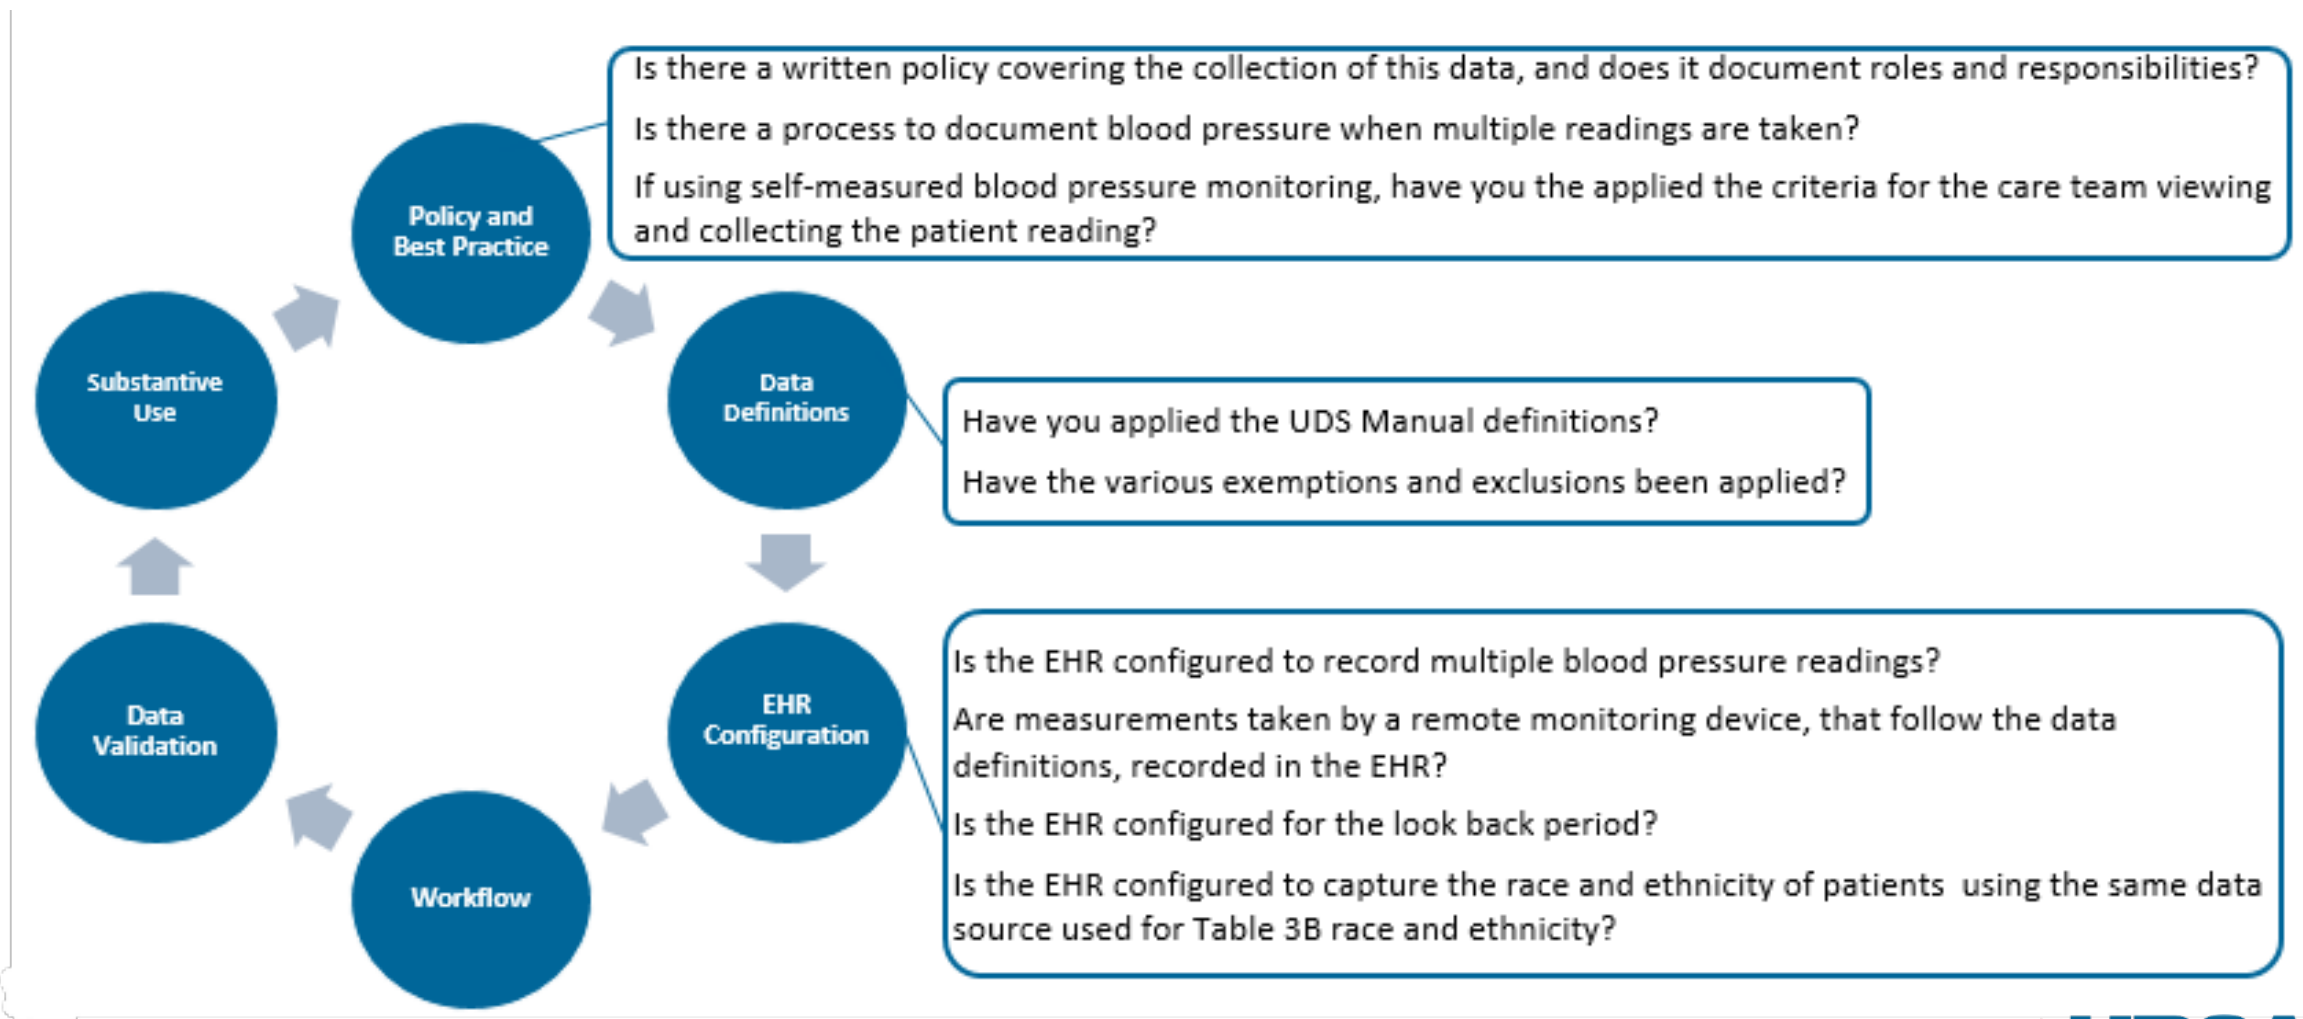 Is there a written policy covering the collection of this data, and does it document roles and responsibilities?
Is there a process to document blood pressure when multiple readings are taken?
If using self-measured blood pressure monitoring, have you the applied the criteria for the care team viewing
and collecting the patient reading?
Policy and
Best Practice
Substantive
Use
Data
Definitions
Have you applied the UDS Manual definitions?
Have the various exemptions and exclusions been applied?
Data
Validation
EHR
Configuration
Is the EHR configured to record multiple blood pressure readings?
Are measurements taken by a remote monitoring device, that follow the data
definitions, recorded in the EHR?
Is the EHR configured for the look back period?
Is the EHR configured to capture the race and ethnicity of patients  using the same data
source used for Table 3B race and ethnicity?
Workflow